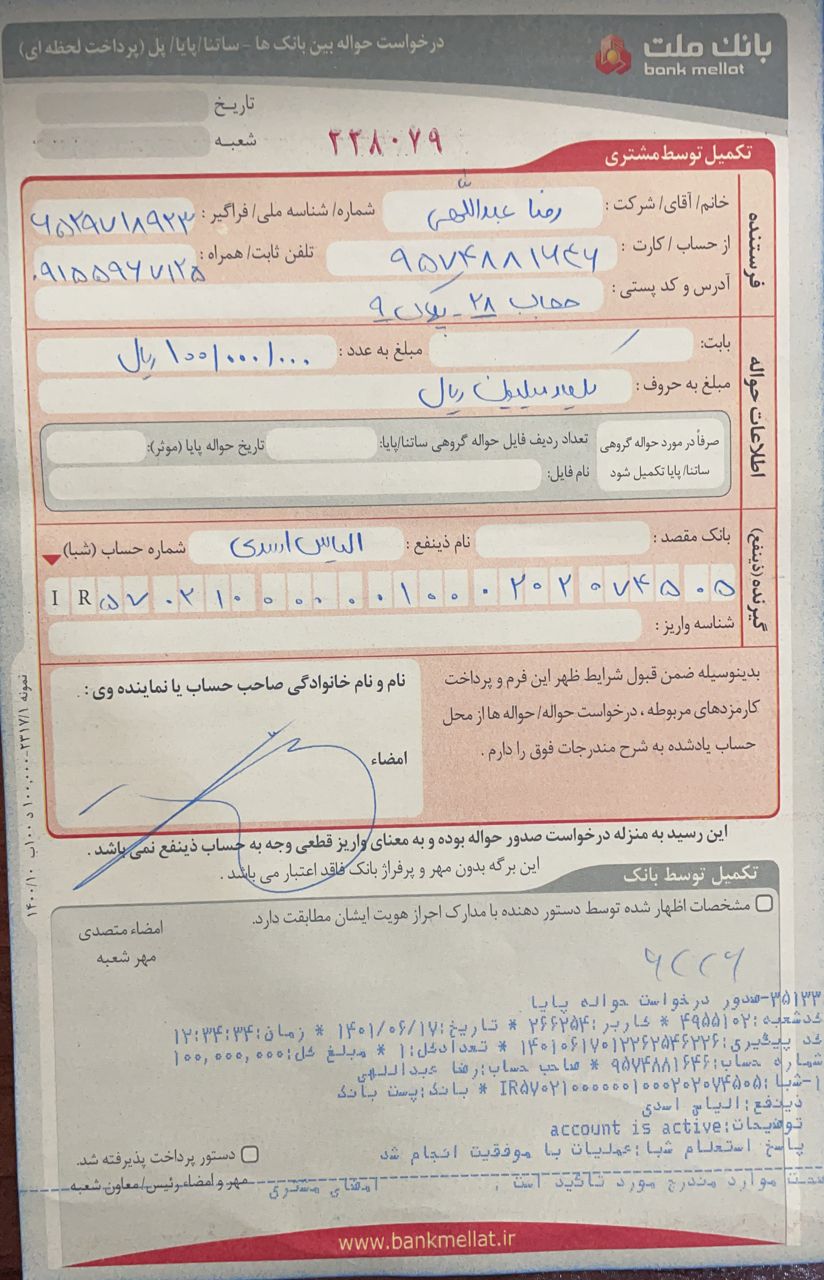 بانک ملت
bank mellat
درخواست حواله بین بانک ها - ساتنا/پایا/ پل (پرداخت لحظه ای)
تاریخ
شعبه
۲۲۸۰۷۹
تکمیل توسط مشتری
فرستنده
خانم/ آقای/ شرکت : رضا عبداللهی شماره/ شناسه ملی/ فراگیر : ۶۵۲۹۷۱۸۹۲۳
از حساب / کارت : ۹۵۷۴۸۸۱۶۴۶ تلفن ثابت/ همراه : ۰۹۱۵۵۹۶۷۱۲۵
آدرس و کد پستی : حجاب ۲۸ - پلاک ۹
اطلاعات حواله
بابت: مبلغ به عدد : ۱۰۰/۰۰۰/۰۰۰ ریال
مبلغ به حروف : یکصد میلیون ریال
صرفاً در مورد حواله گروهی ساتنا/ پایا تکمیل شود
تعداد ردیف فایل حواله گروهی ساتنا/پایا: تاریخ حواله پایا (موثر):
نام فایل:
گیرنده (ذینفع)
بانک مقصد : نام ذینفع : الیاس اسدی شماره حساب (شبا)
IR ۵۷۰۲۱۰۰۰۰۰۰۱۰۰۰۲۰۲۰۷۴۵۰۵
شناسه واریز :
بدینوسیله ضمن قبول شرایط ظهر این فرم و پرداخت
کارمزدهای مربوطه ، درخواست حواله/ حواله ها از محل
حساب یادشده به شرح مندرجات فوق را دارم .
نام و نام خانوادگی صاحب حساب یا نماینده وی :
امضاء
این رسید به منزله درخواست صدور حواله بوده و به معنای واریز قطعی وجه به حساب ذینفع نمی باشد .
این برگه بدون مهر و پرفراژ بانک فاقد اعتبار می باشد .
تکمیل توسط بانک
مشخصات اظهار شده توسط دستور دهنده با مدارک احراز هویت ایشان مطابقت دارد.
امضاء متصدی
مهر شعبه
۳۵۱۳۳-صدور درخواست حواله پایا
کدشعبه:۴۹۵۵۱۰۲ * کاربر:۲۶۶۲۵۴ * تاریخ:۱۴۰۱/۰۶/۱۷ * زمان:۱۲:۳۴:۳۴
کد پیگیری:۱۴۰۱۰۶۱۷۰۱۲۲۶۲۵۴۶۲۲۶ * تعدادکل:۱ * مبلغ کل:۱۰۰,۰۰۰,۰۰۰
شماره حساب:۹۵۷۴۸۸۱۶۴۶ * صاحب حساب:رضا عبداللهی
۱-شبا:IR۵۷۰۲۱۰۰۰۰۰۰۱۰۰۰۲۰۲۰۷۴۵۰۵ * بانک:پست بانک
ذینفع:الیاس اسدی
توضیحات:account is active
پاسخ استعلام شبا:عملیات با موفقیت انجام شد
صحت موارد مندرج مورد تائید است . امضای مشتری
دستور پرداخت پذیرفته شد.
مهر و امضاء رئیس/معاون شعبه
نمونه ۲۳۱۷/۱-۱۰۰,۰۰۰ د ۱۰۰ب ۱۴۰۰/۱۰
www.bankmellat.ir